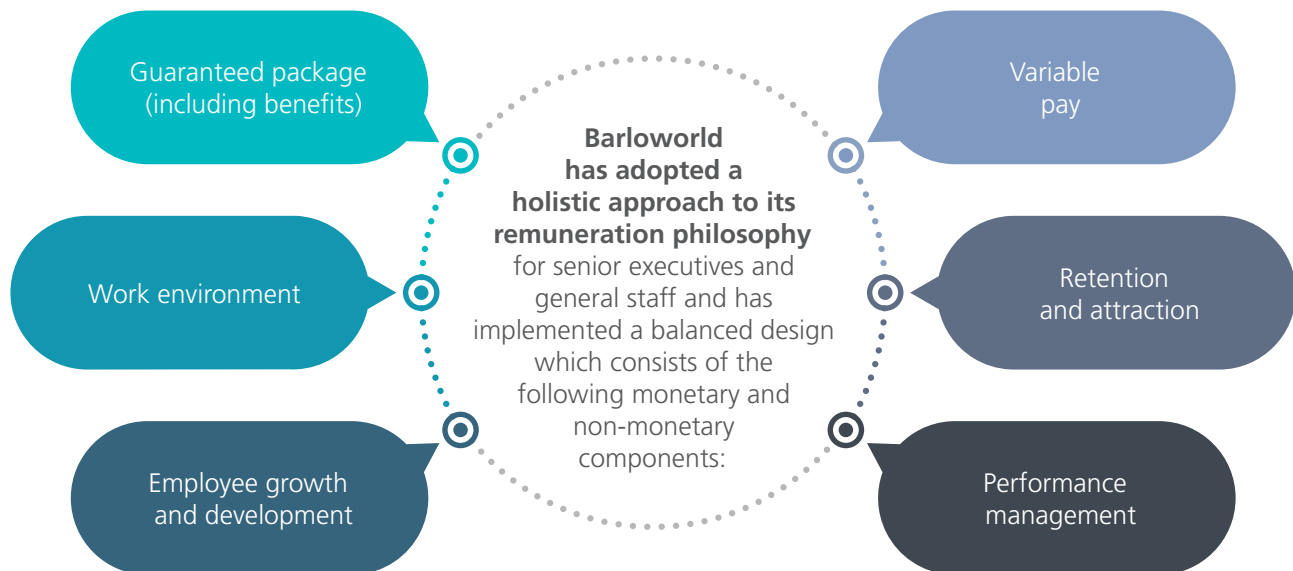 Guaranteed package
(including benefits)
Work environment
Employee growth
and development
Barloworld
has adopted a
holistic approach to its
remuneration philosophy
for senior executives and
general staff and has
implemented a balanced design
which consists of the
following monetary and
non-monetary
components:
Variable
pay
Retention
and attraction
Performance
management